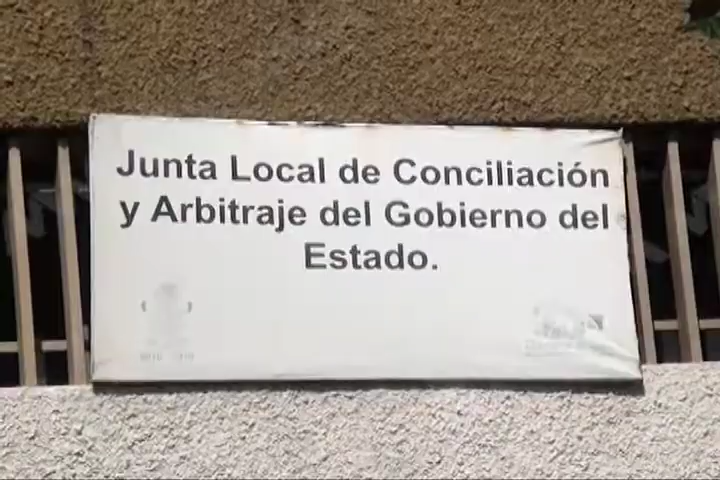 Junta Local de Conciliación
y Arbitraje del Gobierno del
Estado.